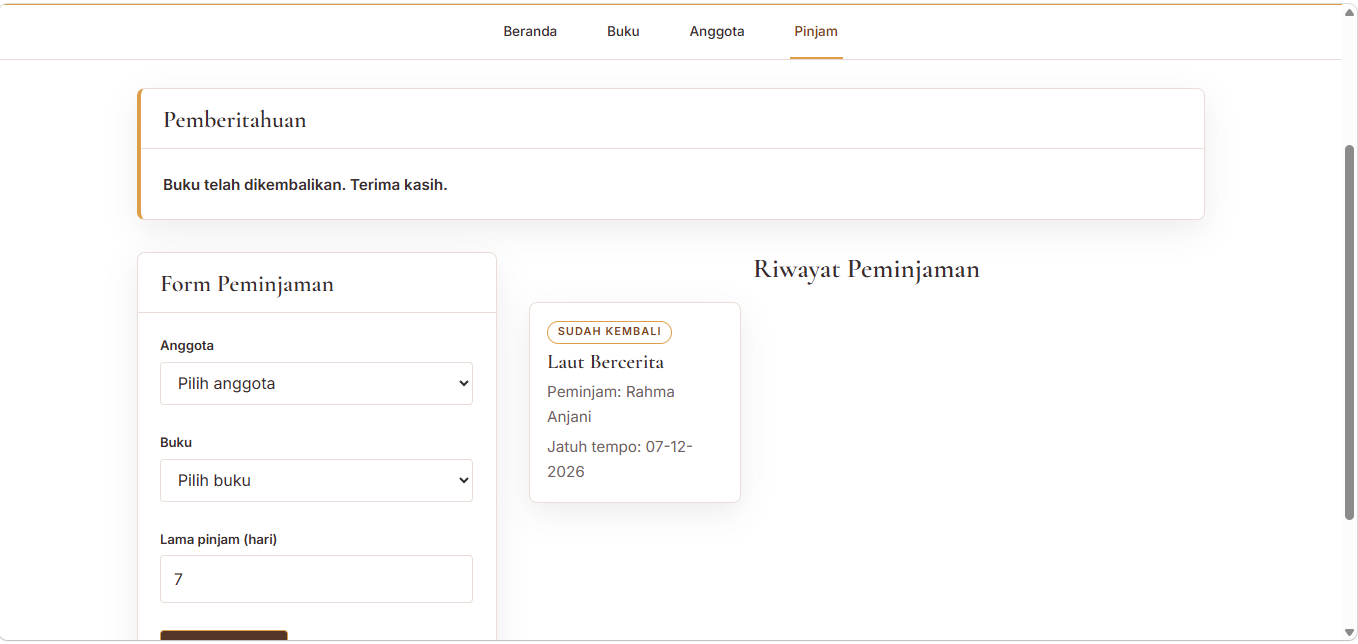 Beranda
Buku
Anggota
Pinjam
Pemberitahuan
Buku telah dikembalikan. Terima kasih.
Form Peminjaman
Anggota
Pilih anggota
Buku
Pilih buku
Lama pinjam (hari)
7
Riwayat Peminjaman
SUDAH KEMBALI
Laut Bercerita
Peminjam: Rahma
Anjani
Jatuh tempo: 07-12-
2026